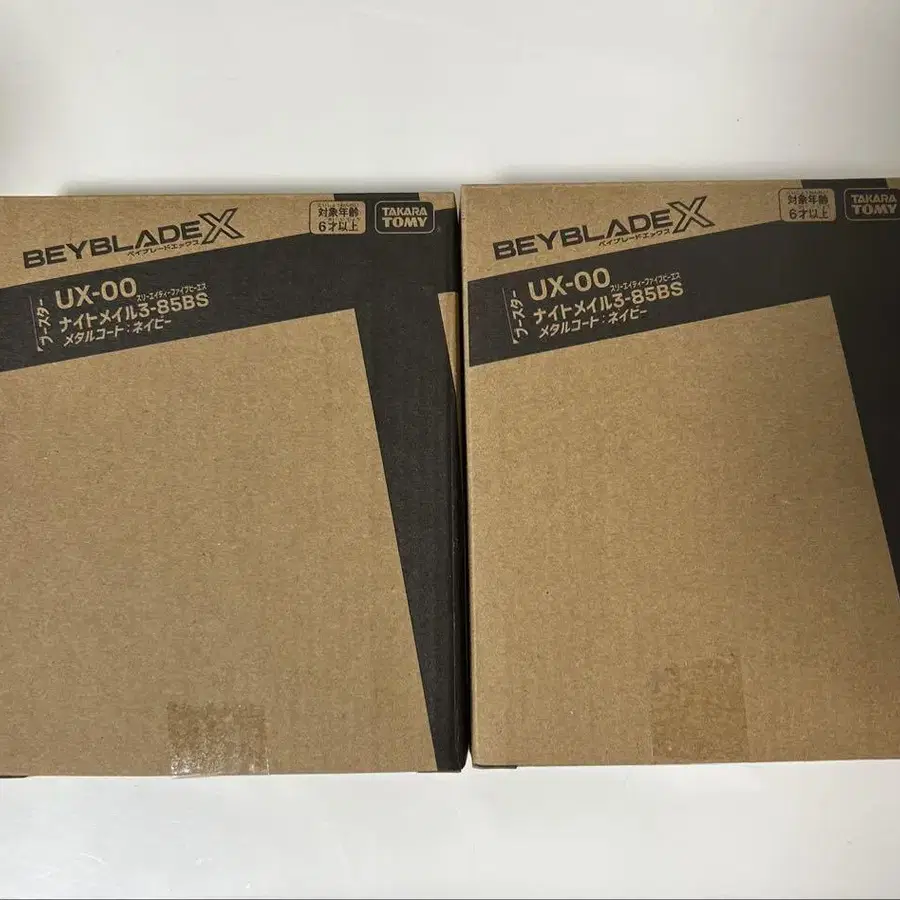 BEYBLADE X
ベイブレードエックス
対象年齢
6才以上
TAKARA
TOMY
ブースター
UX-00
スリーエイティーファイブビーエス
ナイトメイル3-85BS
メタルコート:ネイビー
BEYBLADE X
ベイブレードエックス
対象年齢
6才以上
TAKARA
TOMY
ブースター
UX-00
スリーエイティーファイブビーエス
ナイトメイル3-85BS
メタルコート:ネイビー